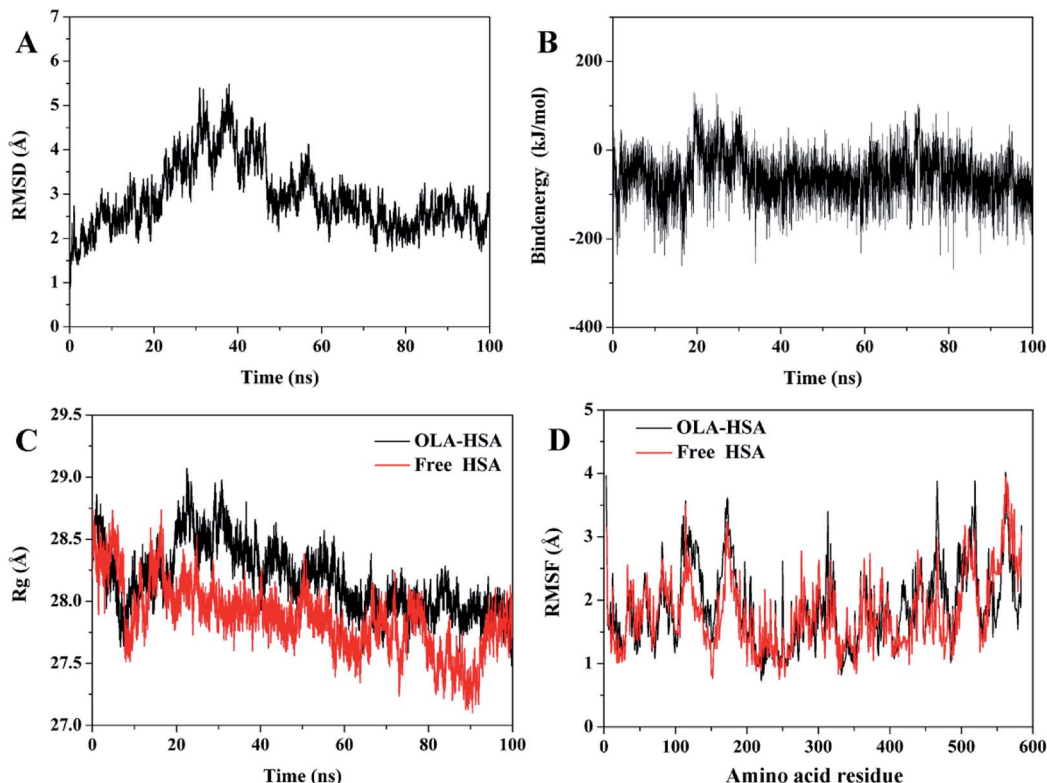 A
RMSD (Å)
7
6
5
4
3
2
1
0
0 20 40 60 80 100
Time (ns)
B
Bindenergy (kJ/mol)
200
0
-200
-400
0 20 40 60 80 100
Time (ns)
C
Rg (Å)
29.5
29.0
28.5
28.0
27.5
27.0
OLA-HSA
Free HSA
0 20 40 60 80 100
Time (ns)
D
RMSF (Å)
5
4
3
2
1
0
OLA-HSA
Free HSA
0 100 200 300 400 500 600
Amino acid residue